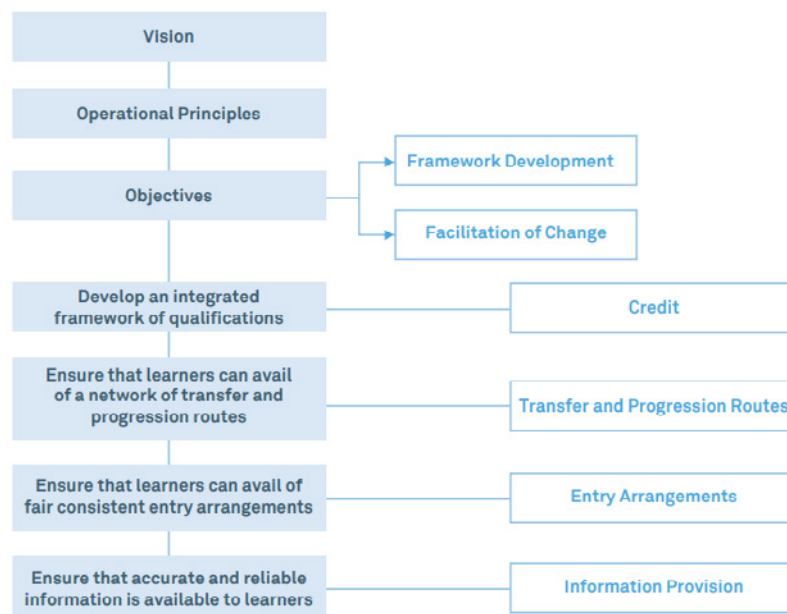 Vision
Operational Principles
Objectives
Framework Development
Facilitation of Change
Develop an integrated
framework of qualifications
Credit
Ensure that learners can avail
of a network of transfer and
progression routes
Transfer and Progression Routes
Ensure that learners can avail of
fair consistent entry arrangements
Entry Arrangements
Ensure that accurate and reliable
information is available to learners
Information Provision